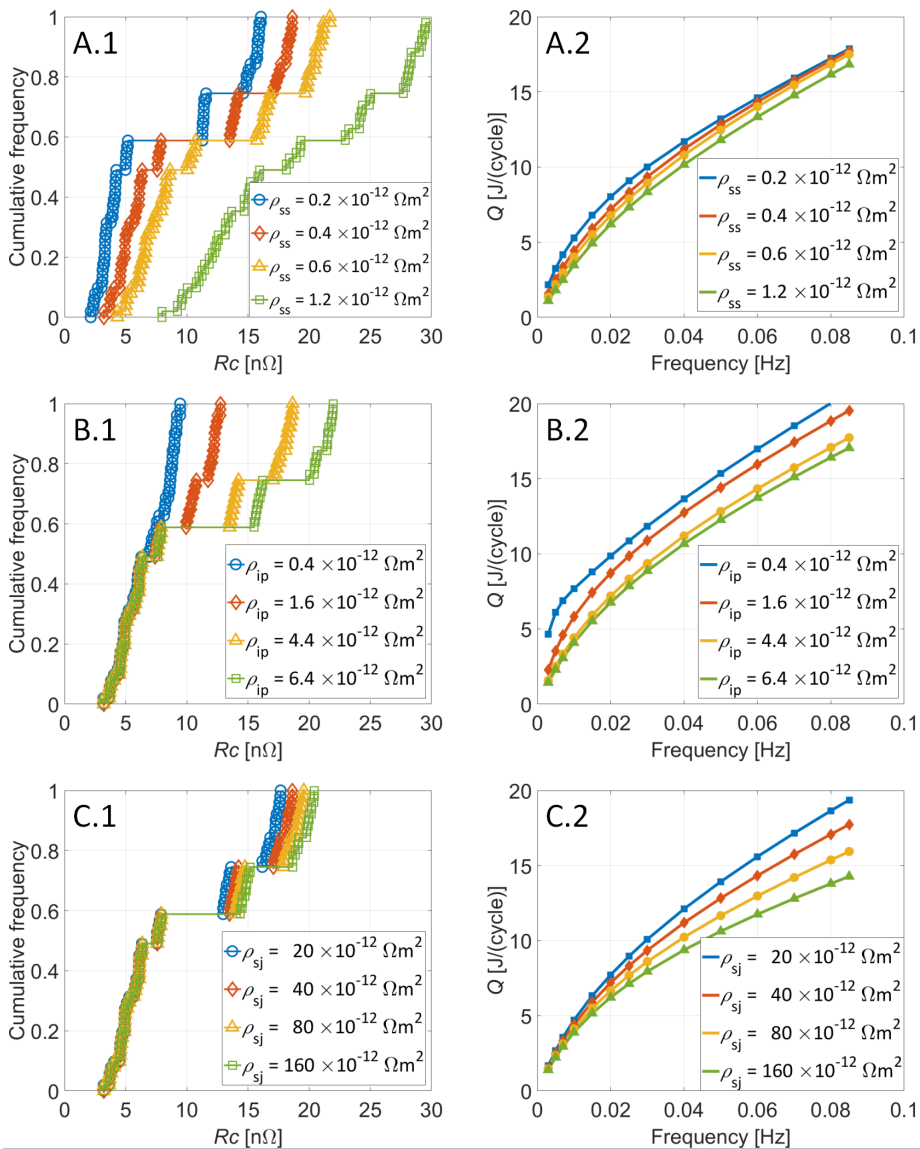 A.1
Cumulative frequency
1
0.8
0.6
0.4
0.2
0
0 5 10 15 20 25 30
Rc [nΩ]
ρss = 0.2 ×10-12 Ωm2
ρss = 0.4 ×10-12 Ωm2
ρss = 0.6 ×10-12 Ωm2
ρss = 1.2 ×10-12 Ωm2
A.2
Q [J/(cycle)]
20
15
10
5
0
0 0.02 0.04 0.06 0.08 0.1
Frequency [Hz]
ρss = 0.2 ×10-12 Ωm2
ρss = 0.4 ×10-12 Ωm2
ρss = 0.6 ×10-12 Ωm2
ρss = 1.2 ×10-12 Ωm2
B.1
Cumulative frequency
1
0.8
0.6
0.4
0.2
0
0 5 10 15 20 25 30
Rc [nΩ]
ρip = 0.4 ×10-12 Ωm2
ρip = 1.6 ×10-12 Ωm2
ρip = 4.4 ×10-12 Ωm2
ρip = 6.4 ×10-12 Ωm2
B.2
Q [J/(cycle)]
20
15
10
5
0
0 0.02 0.04 0.06 0.08 0.1
Frequency [Hz]
ρip = 0.4 ×10-12 Ωm2
ρip = 1.6 ×10-12 Ωm2
ρip = 4.4 ×10-12 Ωm2
ρip = 6.4 ×10-12 Ωm2
C.1
Cumulative frequency
1
0.8
0.6
0.4
0.2
0
0 5 10 15 20 25 30
Rc [nΩ]
ρsj = 20 ×10-12 Ωm2
ρsj = 40 ×10-12 Ωm2
ρsj = 80 ×10-12 Ωm2
ρsj = 160 ×10-12 Ωm2
C.2
Q [J/(cycle)]
20
15
10
5
0
0 0.02 0.04 0.06 0.08 0.1
Frequency [Hz]
ρsj = 20 ×10-12 Ωm2
ρsj = 40 ×10-12 Ωm2
ρsj = 80 ×10-12 Ωm2
ρsj = 160 ×10-12 Ωm2